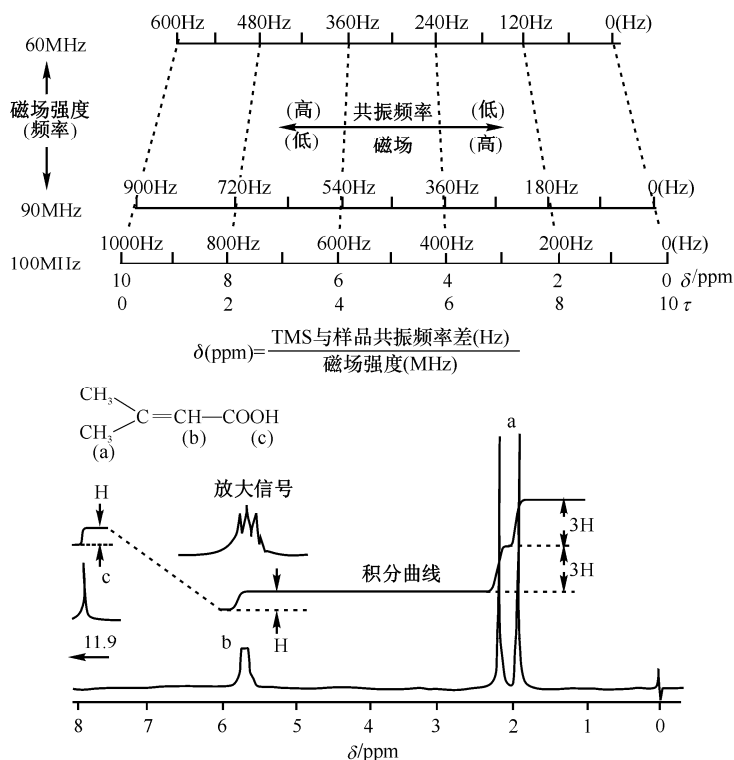 600Hz 480Hz 360Hz 240Hz 120Hz 0(Hz)
60MHz
磁场强度
(频率)
(高) 共振频率 (低)
(低) 磁场 (高)
900Hz 720Hz 540Hz 360Hz 180Hz 0(Hz)
90MHz
1000Hz 800Hz 600Hz 400Hz 200Hz 0(Hz)
100MHz
10 8 6 4 2 0 δ/ppm
0 2 4 6 8 10 τ
δ(ppm)=TMS与样品共振频率差(Hz)
磁场强度(MHz)
CH₃
C=CH—COOH
CH₃
(a) (b) (c)
a
H
放大信号
3H
积分曲线
3H
c
H
11.9
b
8 7 6 5 4 3 2 1 0
δ/ppm